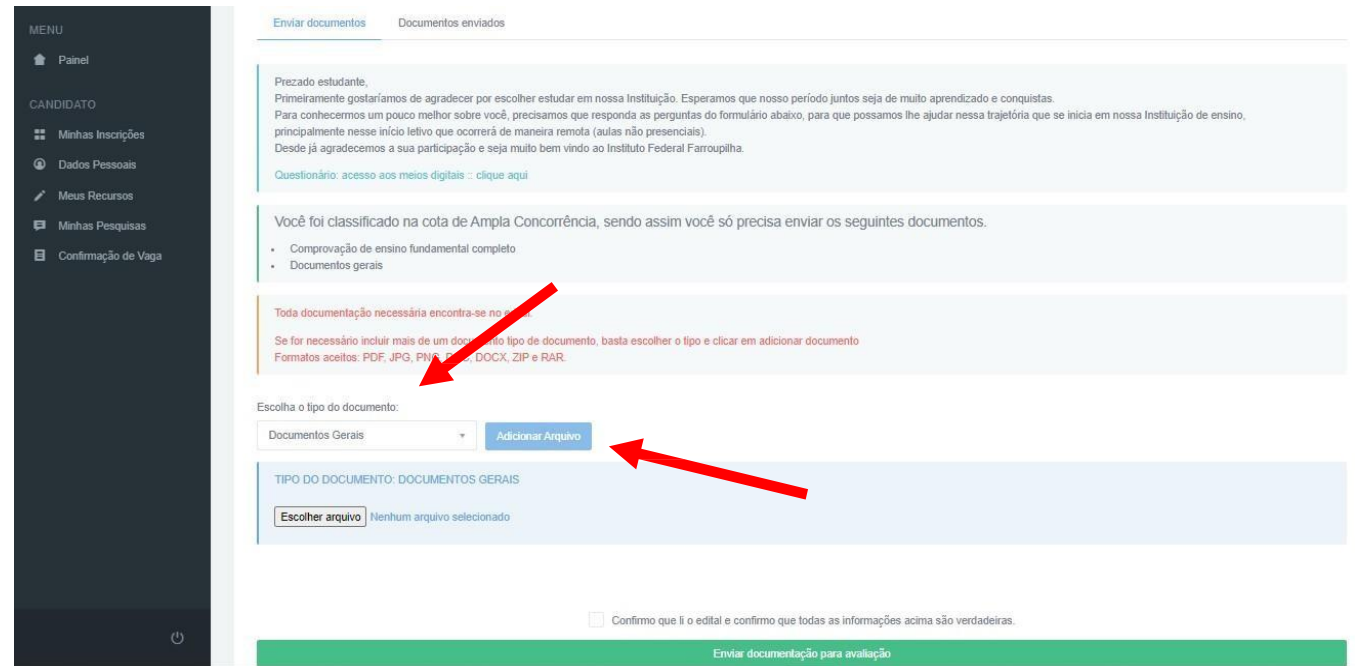 MENU
Painel
CANDIDATO
Minhas Inscrições
Dados Pessoais
Meus Recursos
Minhas Pesquisas
Confirmação de Vaga
Enviar documentos Documentos enviados
Prezado estudante,
Primeiramente gostaríamos de agradecer por escolher estudar em nossa Instituição. Esperamos que nosso período juntos seja de muito aprendizado e conquistas.
Para conhecermos um pouco melhor sobre você, precisamos que responda as perguntas do formulário abaixo, para que possamos lhe ajudar nessa trajetória que se inicia em nossa Instituição de ensino,
principalmente nesse início letivo que ocorrerá de maneira remota (aulas não presenciais).
Desde já agradecemos a sua participação e seja muito bem vindo ao Instituto Federal Farroupilha.
Questionário: acesso aos meios digitais :: clique aqui
Você foi classificado na cota de Ampla Concorrência, sendo assim você só precisa enviar os seguintes documentos.
• Comprovação de ensino fundamental completo
• Documentos gerais
Toda documentação necessária encontra-se no
Se for necessário incluir mais de um documento tipo de documento, basta escolher o tipo e clicar em adicionar documento
Formatos aceitos: PDF, JPG, PNG, DOCX, ZIP e RAR.
Escolha o tipo do documento:
Documentos Gerais Adicionar Arquivo
TIPO DO DOCUMENTO: DOCUMENTOS GERAIS
Escolher arquivo Nenhum arquivo selecionado
Confirmo que li o edital e confirmo que todas as informações acima são verdadeiras.
Enviar documentação para avaliação